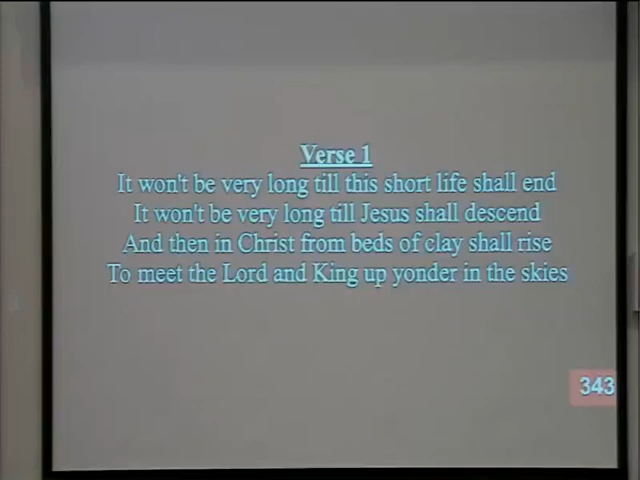 Verse 1
It won't be very long till this short life shall end
It won't be very long till Jesus shall descend
And then in Christ from beds of clay shall rise
To meet the Lord and King up yonder in the skies
343